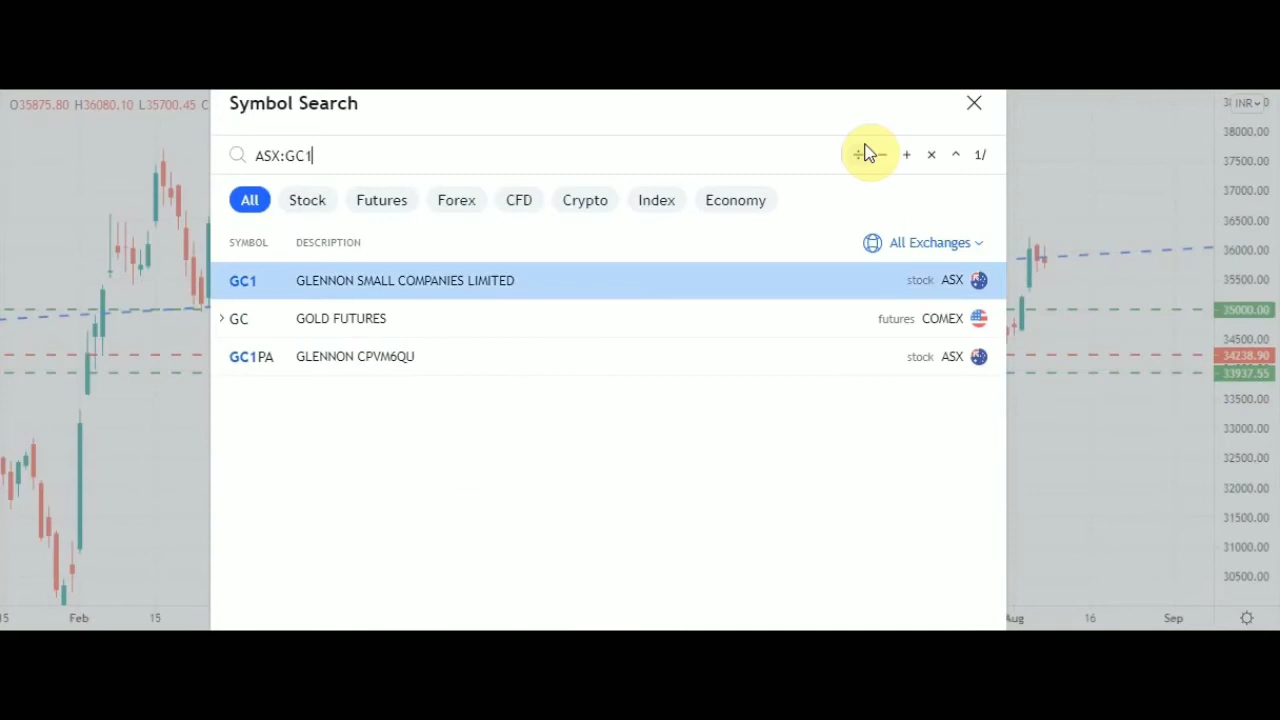 Symbol Search
O35875.80 H36080.10 L35700.45 C
INR
38000.00
ASX:GC1
÷ − + × ^ 1/
37500.00
37000.00
All Stock Futures Forex CFD Crypto Index Economy
36500.00
SYMBOL DESCRIPTION All Exchanges
36000.00
GC1 GLENNON SMALL COMPANIES LIMITED stock ASX
35500.00
35000.00
GC GOLD FUTURES futures COMEX
34500.00
GC1PA GLENNON CPVM6QU stock ASX
34238.90
33937.55
33500.00
33000.00
32500.00
32000.00
31500.00
31000.00
30500.00
15 Feb 15 Aug 16 Sep